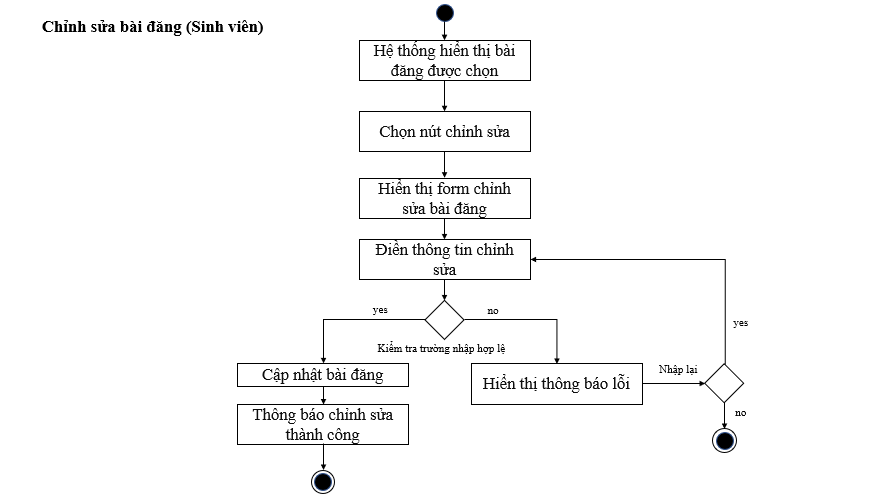 Chỉnh sửa bài đăng (Sinh viên)
Hệ thống hiển thị bài
đăng được chọn
Chọn nút chỉnh sửa
Hiển thị form chỉnh
sửa bài đăng
Điền thông tin chỉnh
sửa
yes
no
Kiểm tra trường nhập hợp lệ
yes
Cập nhật bài đăng
Hiển thị thông báo lỗi
Nhập lại
Thông báo chỉnh sửa
thành công
no